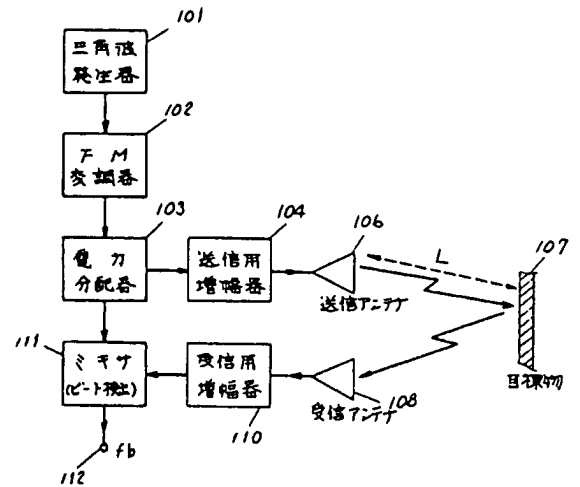 101
三角波
発生器
102
FM
変調器
103
電力
分配器
104
送信用
増幅器
106
送信アンテナ
L
107
目標物
111
ミキサ
(ビート検出)
受信用
増幅器
110
受信アンテナ
108
112
fb